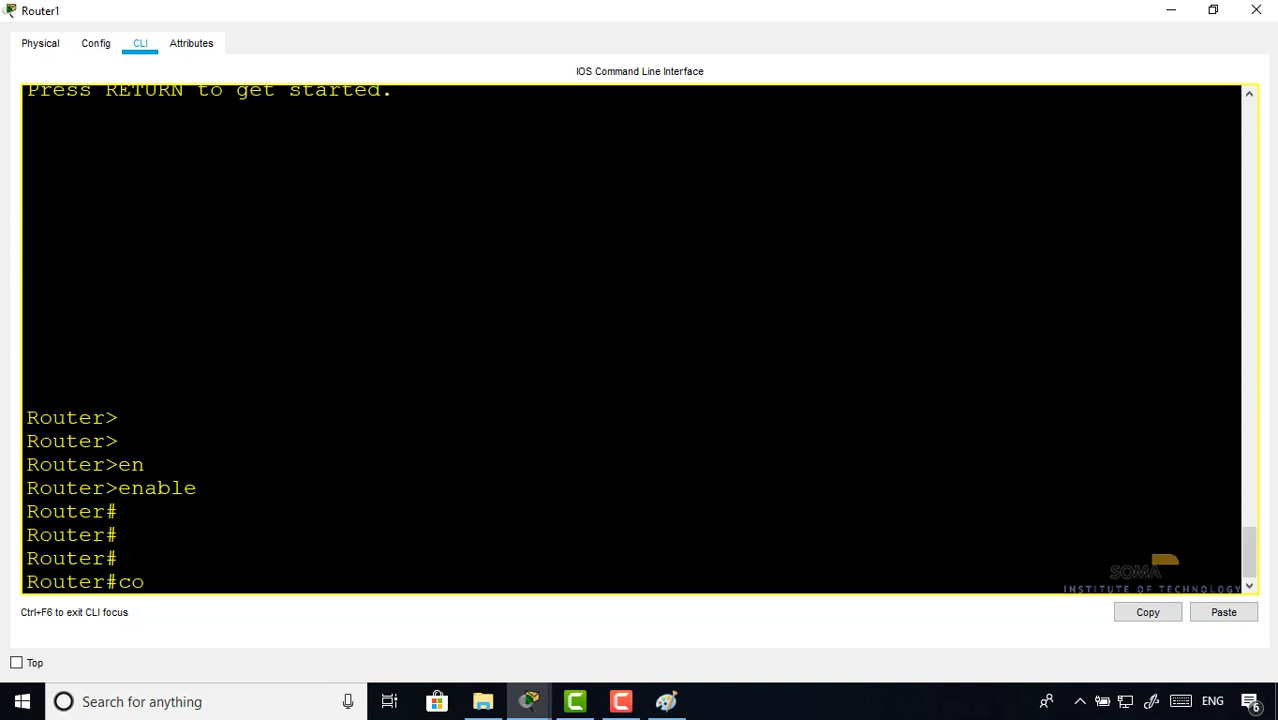 Router1
Physical Config CLI Attributes
IOS Command Line Interface
Press RETURN to get started.
Router>
Router>
Router>en
Router>enable
Router#
Router#
Router#
Router#co
SOMA
INSTITUTE OF TECHNOLOGY
Ctrl+F6 to exit CLI focus
Copy Paste
Top
Search for anything
ENG
6